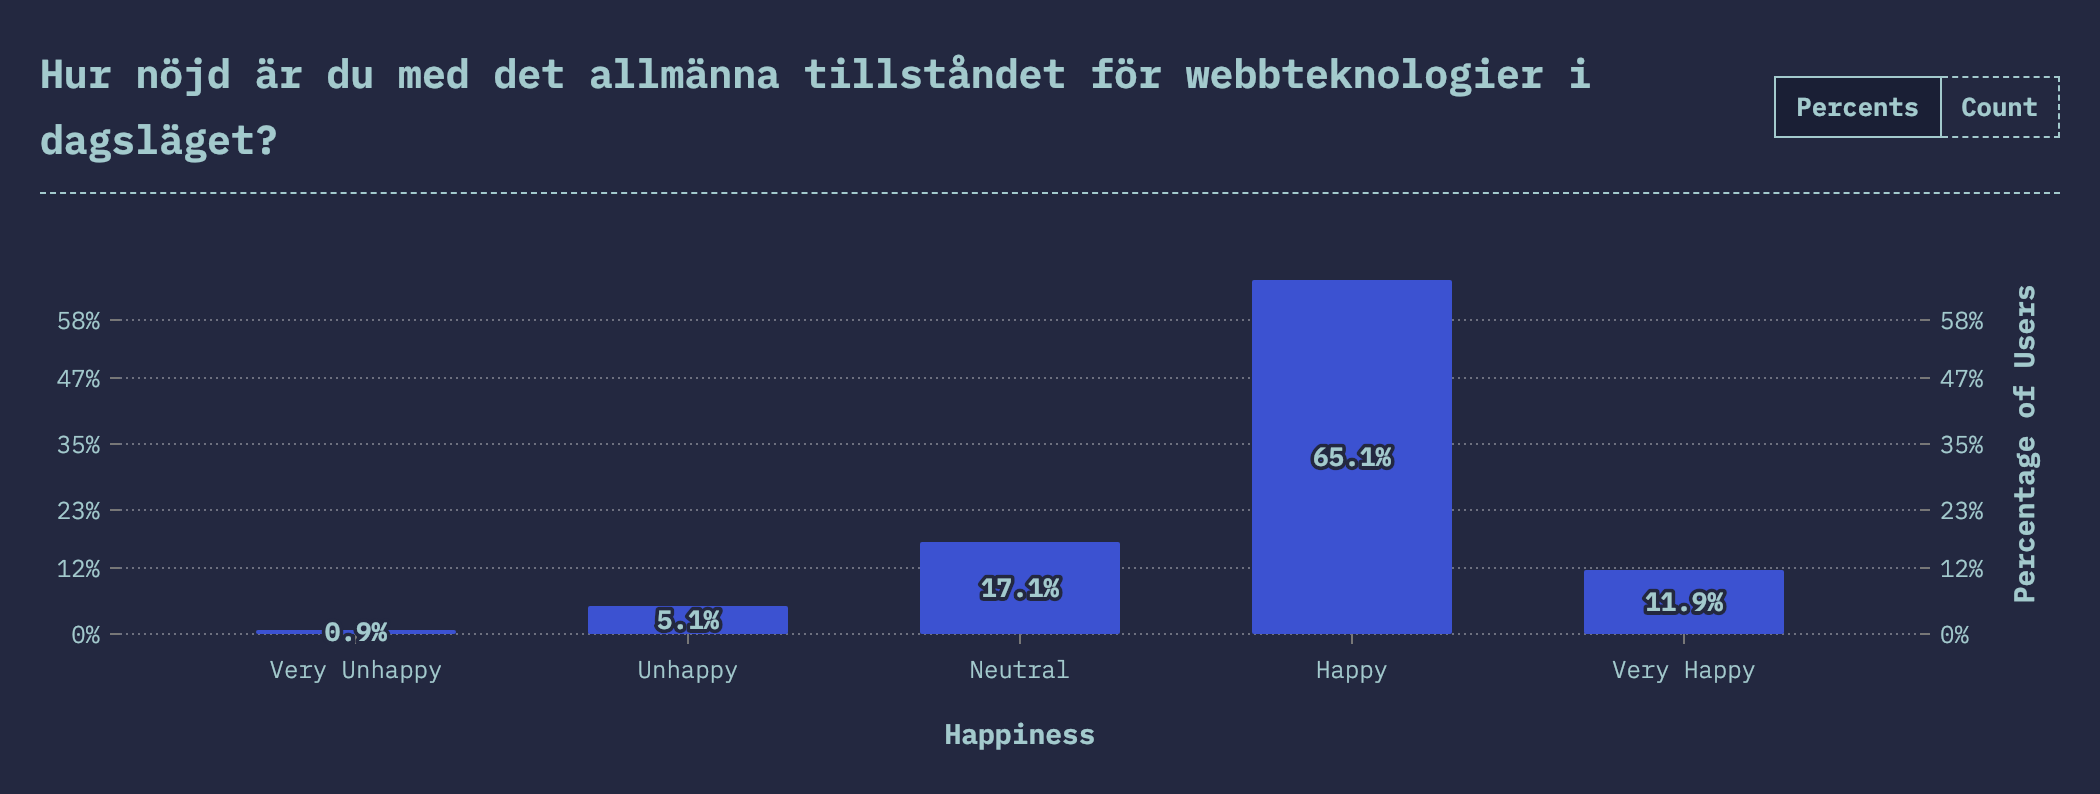 Hur nöjd är du med det allmänna tillståndet för webbteknologier i
dagsläget?
Percents
Count
58%
58%
47%
47%
35%
35%
23%
23%
12%
12%
0%
0%
Percentage of Users
0.9%
5.1%
17.1%
65.1%
11.9%
Very Unhappy
Unhappy
Neutral
Happy
Very Happy
Happiness